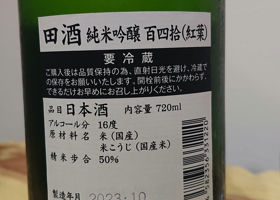 田酒 純米吟醸 百四拾(紅葉)
要冷蔵
ご購入後は品質保持の為、直射日光を避け、冷蔵で
の保存をお願いいたします。開栓前後にかかわらず、
できるだけお早めにお召し上がりください。
品目 日本酒 内容量 720ml
アルコール分 16度
原材料名 米(国産)
米こうじ(国産米)
精米歩合 50%
製造年月 2023.10